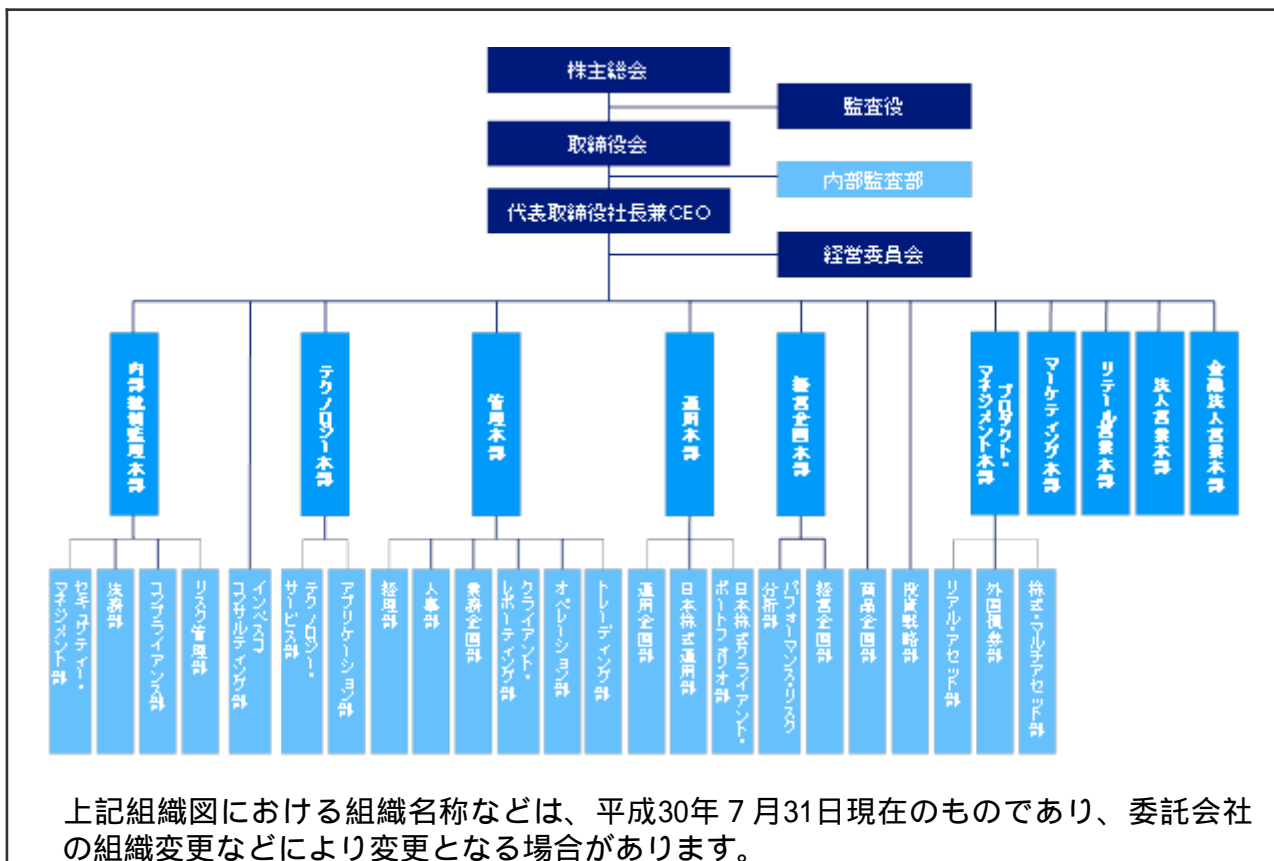 株主総会
監査役
取締役会
内部監査部
代表取締役社長兼CEO
経営委員会
内部統制監理本部
テクノロジー本部
管理本部
運用本部
経営企画本部
プロダクト・
マネジメント本部
マーケティング本部
リテール営業本部
法人営業本部
金融法人営業本部
セキュリティー・
マネジメント部
法務部
コンプライアンス部
リスク管理部
インベスコ
コンサルティング部
テクノロジー・
サービス部
アプリケーション部
経理部
人事部
業務企画部
クライアント・
レポーティング部
オペレーション部
トレーディング部
運用企画部
日本株式運用部
日本株式クライアント・
ポートフォリオ部
パフォーマンス・リスク
分析部
経営企画部
商品企画部
投資戦略部
リアル・アセット部
外国債券部
株式・マルチアセット部
上記組織図における組織名称などは、平成30年7月31日現在のものであり、委託会社
の組織変更などにより変更となる場合があります。